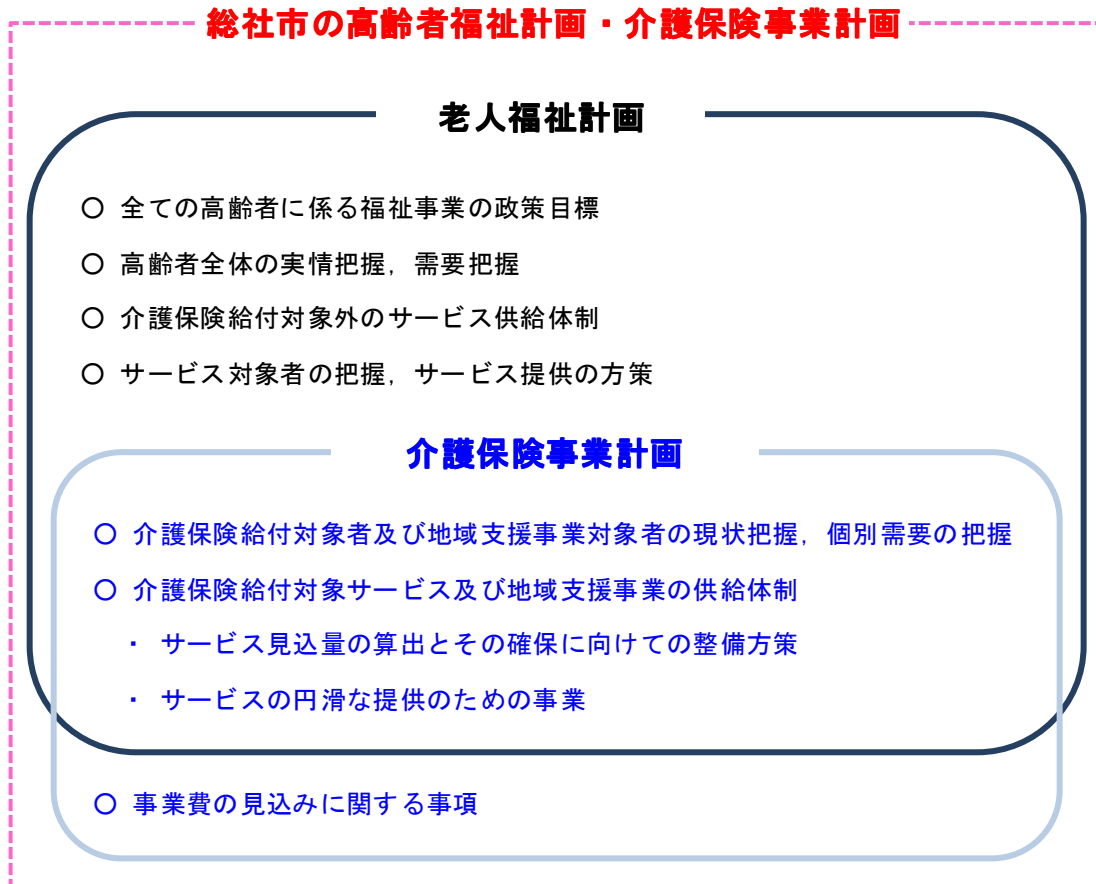 総社市の高齢者福祉計画・介護保険事業計画
老人福祉計画
○ 全ての高齢者に係る福祉事業の政策目標
○ 高齢者全体の実情把握，需要把握
○ 介護保険給付対象外のサービス供給体制
○ サービス対象者の把握，サービス提供の方策
介護保険事業計画
○ 介護保険給付対象者及び地域支援事業対象者の現状把握，個別需要の把握
○ 介護保険給付対象サービス及び地域支援事業の供給体制
・ サービス見込量の算出とその確保に向けての整備方策
・ サービスの円滑な提供のための事業
○ 事業費の見込みに関する事項